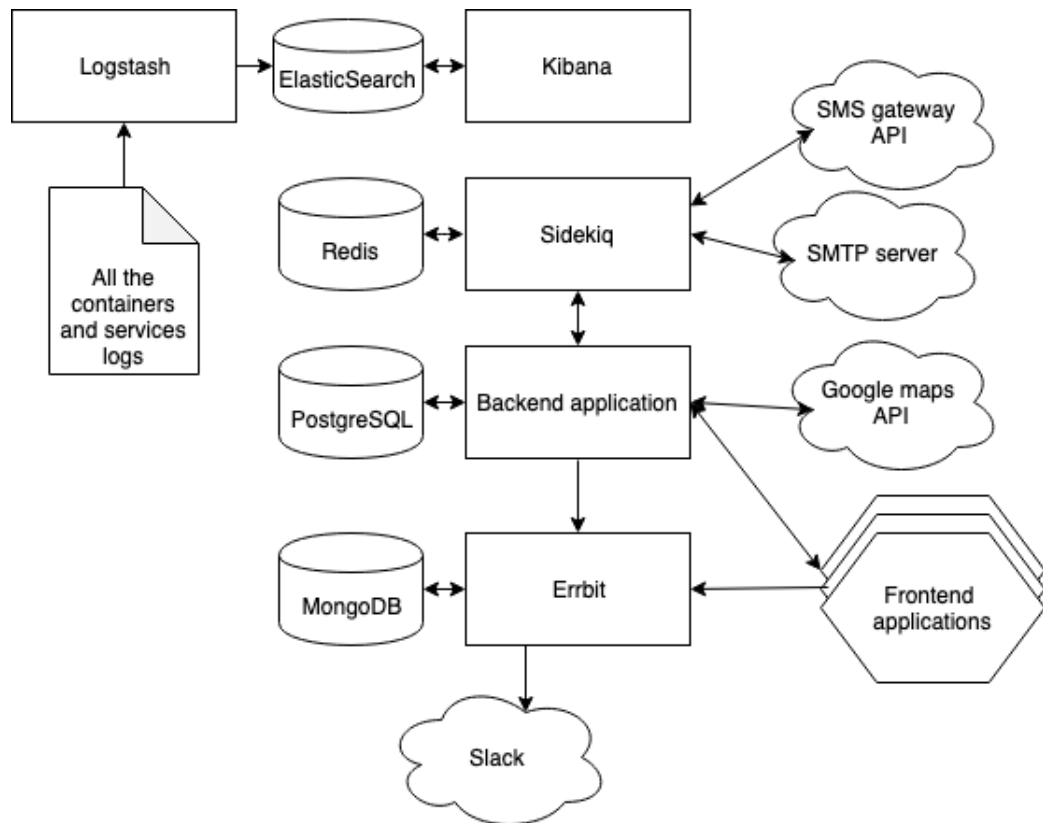 Logstash
ElasticSearch
Kibana
SMS gateway
API
All the
containers
and services
logs
Redis
Sidekiq
SMTP server
PostgreSQL
Backend application
Google maps
API
MongoDB
Errbit
Frontend
applications
Slack